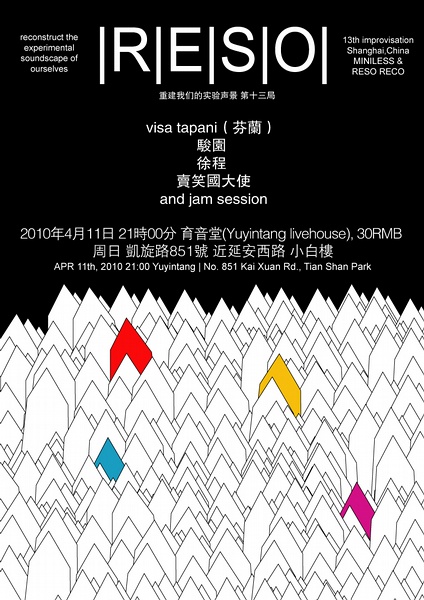 reconstruct the
experimental
soundscape of
ourselves
|R|E|S|O|
13th improvisation
Shanghai,China
MINILESS &
RESO RECO
重建我们的实验声景 第十三局
visa tapani ( 芬蘭 )
駿園
徐程
賣笑國大使
and jam session
2010年4月11日 21時00分 育音堂(Yuyintang livehouse), 30RMB
周日 凱旋路851號 近延安西路 小白樓
APR 11th, 2010 21:00 Yuyintang | No. 851 Kai Xuan Rd., Tian Shan Park